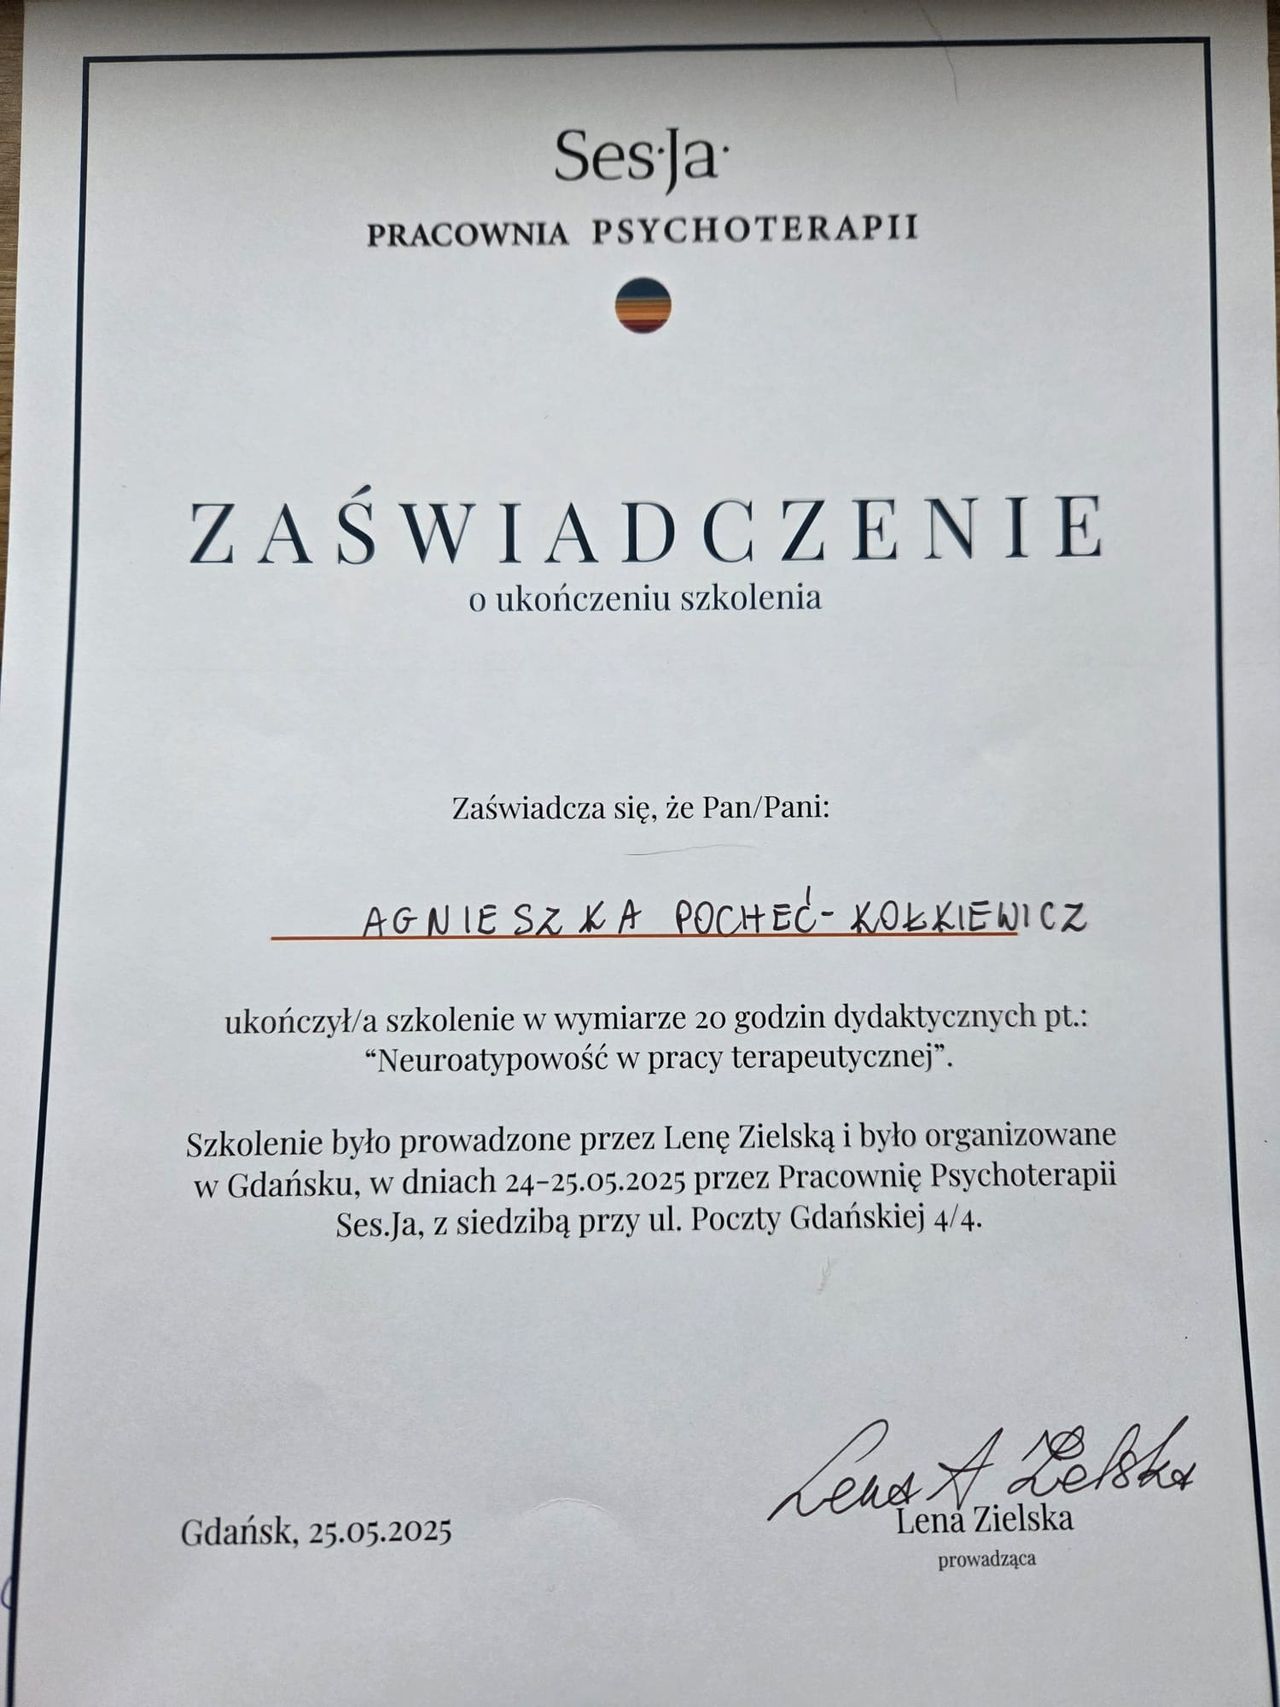 Ses·Ja·
PRACOWNIA PSYCHOTERAPII
ZAŚWIADCZENIE
o ukończeniu szkolenia
Zaświadcza się, że Pan/Pani:
AGNIESZKA POCHEĆ-KOŁKIEWICZ
ukończył/a szkolenie w wymiarze 20 godzin dydaktycznych pt.:
“Neuroatypowość w pracy terapeutycznej”.
Szkolenie było prowadzone przez Lenę Zielską i było organizowane
w Gdańsku, w dniach 24-25.05.2025 przez Pracownię Psychoterapii
Ses.Ja, z siedzibą przy ul. Poczty Gdańskiej 4/4.
Lena A Zielska
Gdańsk, 25.05.2025
Lena Zielska
prowadząca